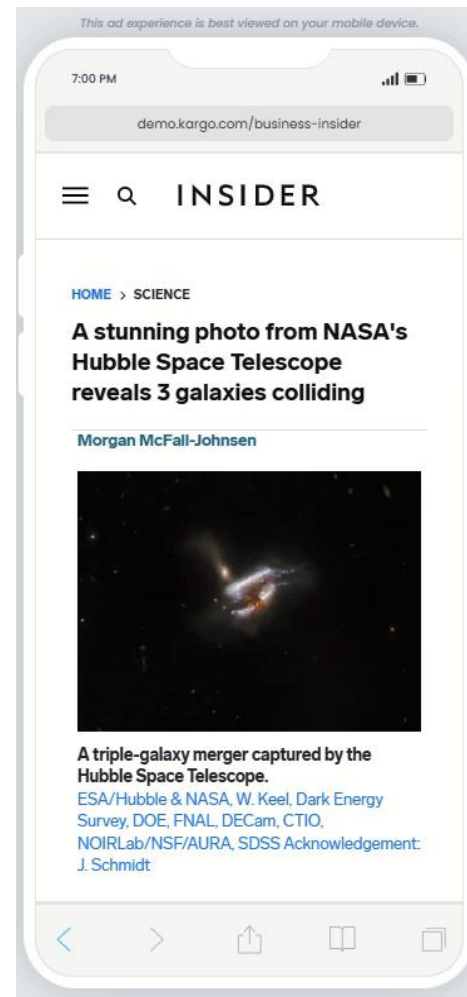 This ad experience is best viewed on your mobile device.
7:00 PM
demo.kargo.com/business-insider
INSIDER
HOME > SCIENCE
A stunning photo from NASA's
Hubble Space Telescope
reveals 3 galaxies colliding
Morgan McFall-Johnsen
A triple-galaxy merger captured by the
Hubble Space Telescope.
ESA/Hubble & NASA, W. Keel, Dark Energy
Survey, DOE, FNAL, DECam, CTIO,
NOIRLab/NSF/AURA, SDSS Acknowledgement:
J. Schmidt